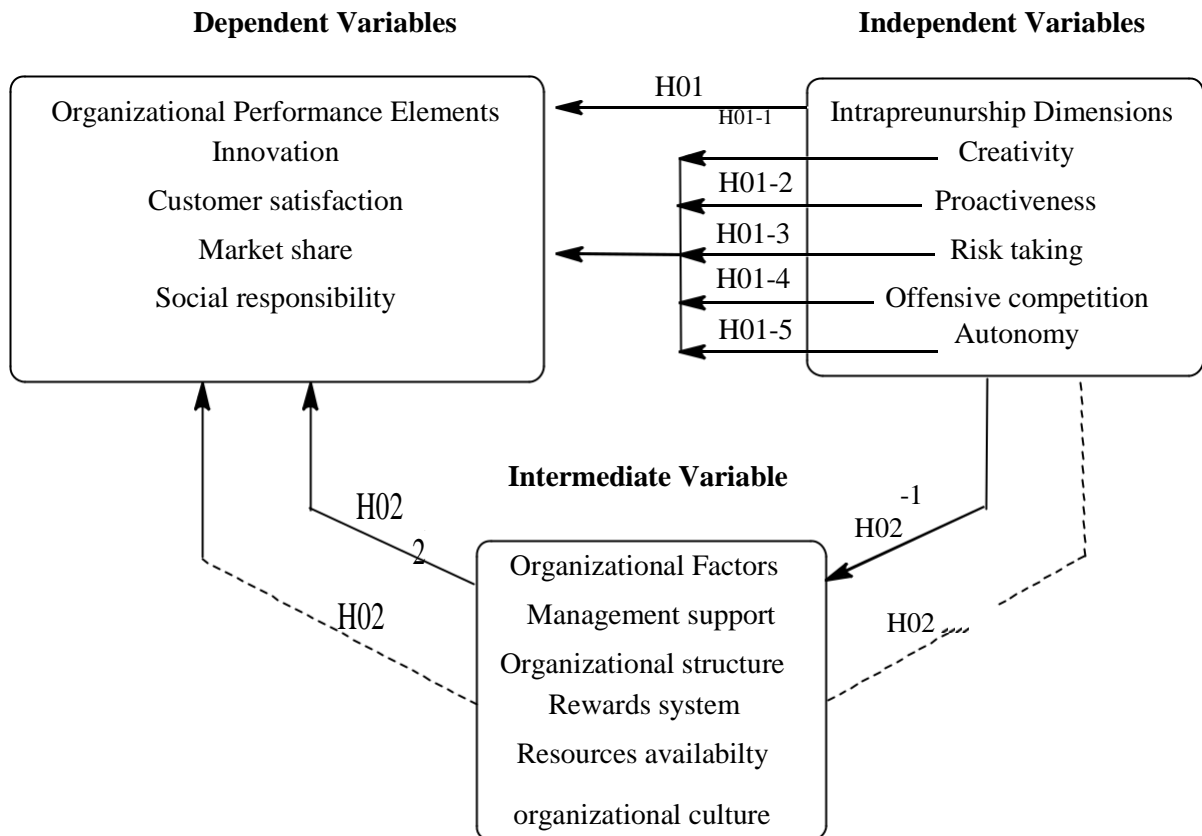 Dependent Variables
Independent Variables
Organizational Performance Elements
Innovation
Customer satisfaction
Market share
Social responsibility
H01
H01-1
H01-2
H01-3
H01-4
H01-5
Intrapreunurship Dimensions
Creativity
Proactiveness
Risk taking
Offensive competition
Autonomy
Intermediate Variable
H02
2
H02
-1
H02
H02
Organizational Factors
Management support
Organizational structure
Rewards system
Resources availabilty
organizational culture